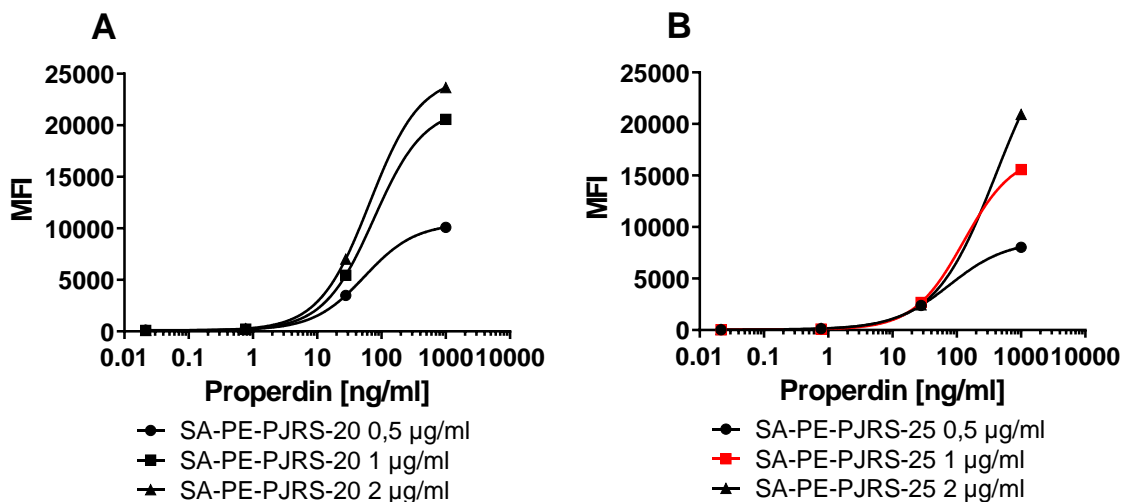 A
B
25000
20000
15000
10000
5000
0
MFI
0.01 0.1 1 10 100 1000 10000
Properdin [ng/ml]
SA-PE-PJRS-20 0,5 µg/ml
SA-PE-PJRS-20 1 µg/ml
SA-PE-PJRS-20 2 µg/ml
25000
20000
15000
10000
5000
0
MFI
0.01 0.1 1 10 100 1000 10000
Properdin [ng/ml]
SA-PE-PJRS-25 0,5 µg/ml
SA-PE-PJRS-25 1 µg/ml
SA-PE-PJRS-25 2 µg/ml